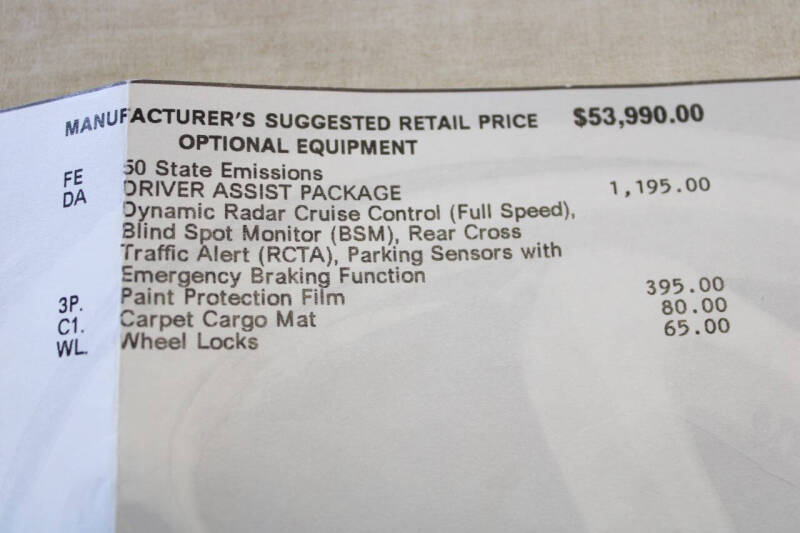 MANUFACTURER'S SUGGESTED RETAIL PRICE $53,990.00
OPTIONAL EQUIPMENT
FE 50 State Emissions
DA DRIVER ASSIST PACKAGE 1,195.00
Dynamic Radar Cruise Control (Full Speed),
Blind Spot Monitor (BSM), Rear Cross
Traffic Alert (RCTA), Parking Sensors with
Emergency Braking Function
3P. Paint Protection Film 395.00
C1. Carpet Cargo Mat 80.00
WL. Wheel Locks 65.00